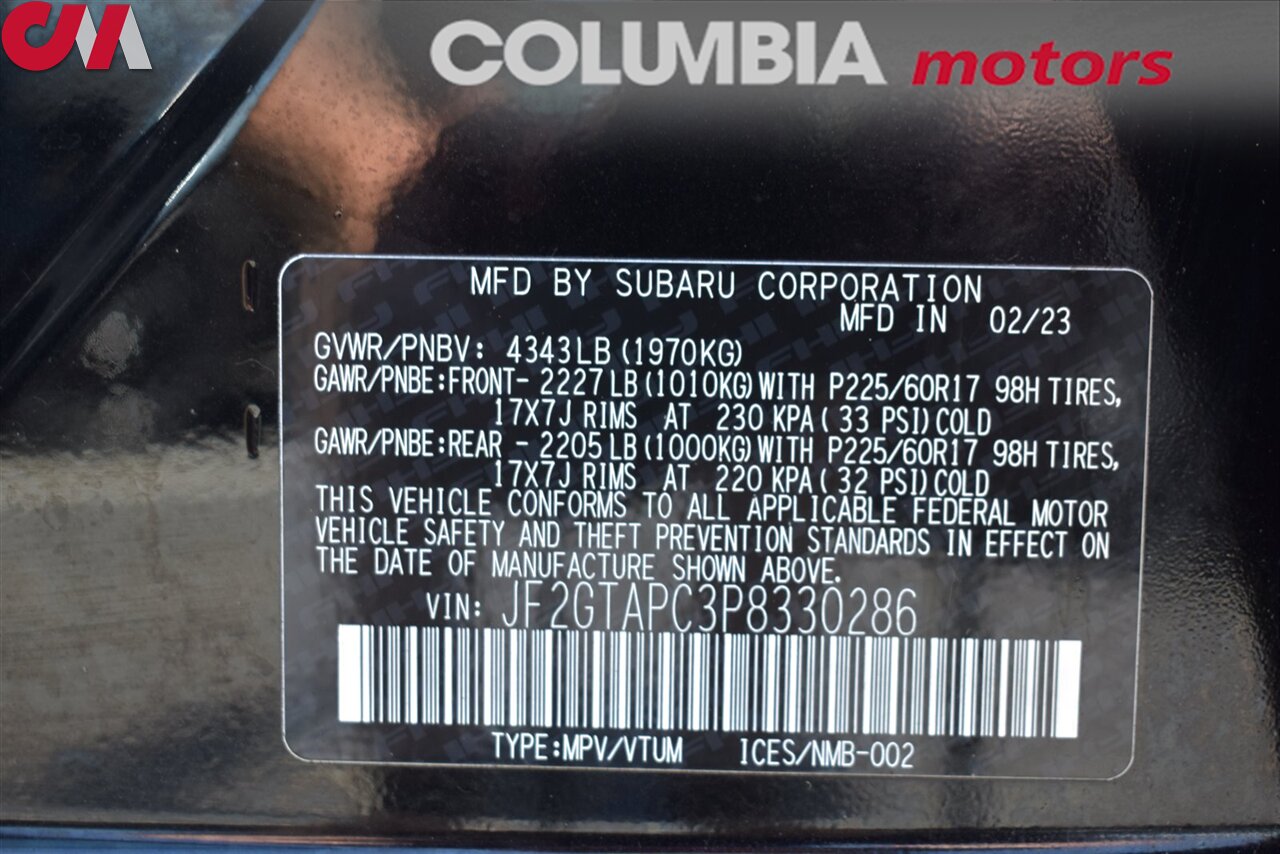 CM
COLUMBIA motors
MFD BY SUBARU CORPORATION
MFD IN 02/23
GVWR/PNBV: 4343LB(1970KG)
GAWR/PNBE:FRONT- 2227LB(1010KG)WITH P225/60R17 98H TIRES,
17X7J RIMS AT 230 KPA( 33 PSI)COLD
GAWR/PNBE:REAR - 2205LB(1000KG)WITH P225/60R17 98H TIRES,
17X7J RIMS AT 220 KPA( 32 PSI)COLD
THIS VEHICLE CONFORMS TO ALL APPLICABLE FEDERAL MOTOR
VEHICLE SAFETY AND THEFT PREVENTION STANDARDS IN EFFECT ON
THE DATE OF MANUFACTURE SHOWN ABOVE.
VIN: JF2GTAPC3P8330286
TYPE:MPV/VTUM ICES/NMB-002